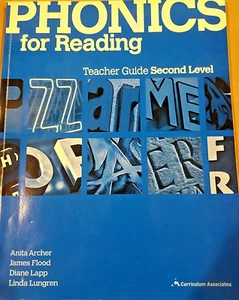 PHONICS
for Reading
Teacher Guide Second Level
Anita Archer
James Flood
Diane Lapp
Linda Lungren
Curriculum Associates